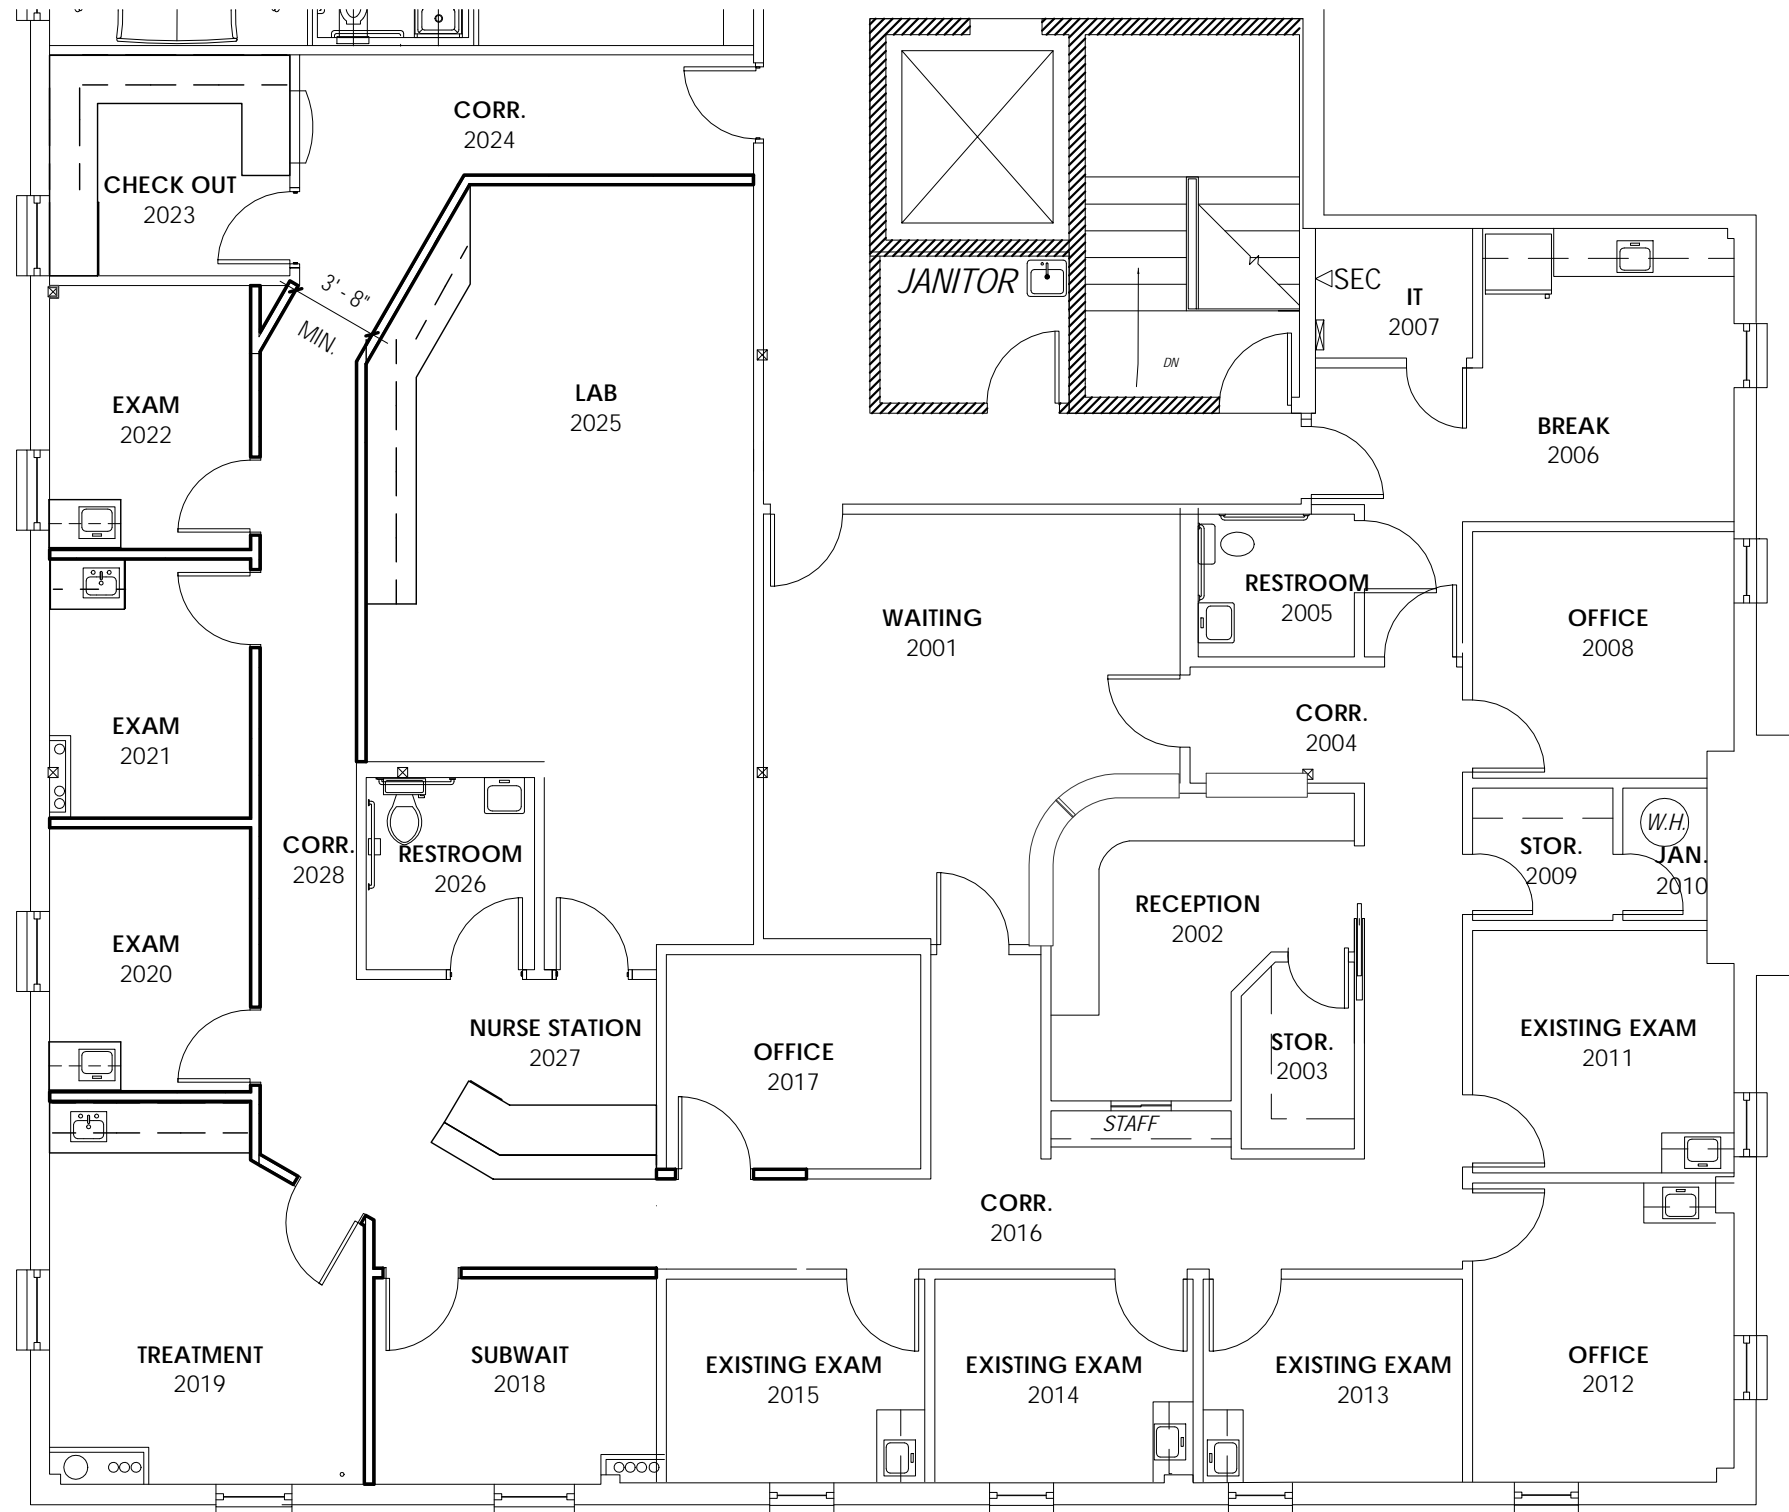 CORR.
2024
CHECK OUT
2023
3' - 8"
MIN.
JANITOR
SEC
IT
2007
DN
EXAM
2022
LAB
2025
BREAK
2006
RESTROOM
2005
WAITING
2001
OFFICE
2008
EXAM
2021
CORR.
2004
W.H.
STOR.
2009
JAN.
2010
CORR.
2028
RESTROOM
2026
RECEPTION
2002
EXAM
2020
NURSE STATION
2027
OFFICE
2017
STOR.
2003
EXISTING EXAM
2011
STAFF
CORR.
2016
TREATMENT
2019
SUBWAIT
2018
EXISTING EXAM
2015
EXISTING EXAM
2014
EXISTING EXAM
2013
OFFICE
2012